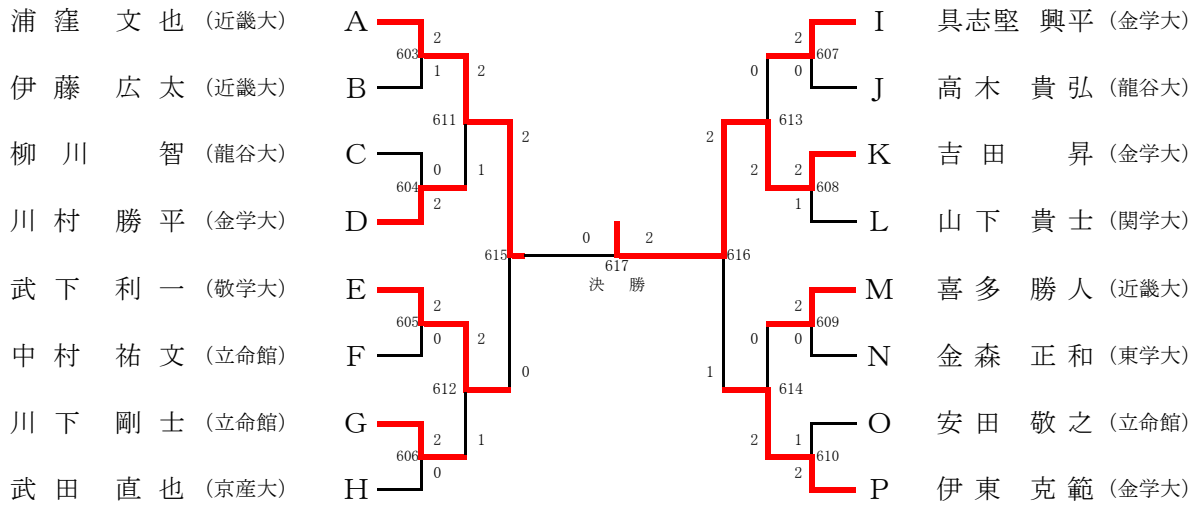 浦窪 文也 (近畿大) A 2 2 I 具志堅 興平 (金学大)
603 607
1 2 0 0
伊藤 広太 (近畿大) B J 高木 貴弘 (龍谷大)
611 2 2 613
柳川 智 (龍谷大) C 0 1 2 2 K 吉田 昇 (金学大)
604 608
2 1
川村 勝平 (金学大) D L 山下 貴士 (関学大)
0 2
615 617 616
決 勝
武下 利一 (敬学大) E 2 2 M 喜多 勝人 (近畿大)
605 609
0 2 0 0
中村 祐文 (立命館) F N 金森 正和 (東学大)
0 1
612 614
川下 剛士 (立命館) G 2 1 2 1 O 安田 敬之 (立命館)
606 610
0 2
武田 直也 (京産大) H P 伊東 克範 (金学大)